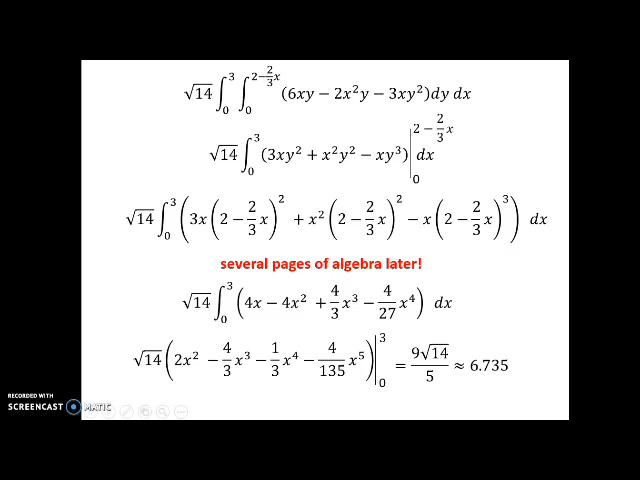 √14 ∫₀³ ∫₀^(2−(2/3)x) (6xy − 2x²y − 3xy²)dy dx
√14 ∫₀³ (3xy² + x²y² − xy³) |₀^(2−(2/3)x) dx
√14 ∫₀³ (3x(2 − (2/3)x)² + x²(2 − (2/3)x)² − x(2 − (2/3)x)³) dx
several pages of algebra later!
√14 ∫₀³ (4x − 4x² + (4/3)x³ − (4/27)x⁴) dx
√14 (2x² − (4/3)x³ − (1/3)x⁴ − (4/135)x⁵) |₀³ = 9√14/5 ≈ 6.735
RECORDED WITH
SCREENCAST MATIC